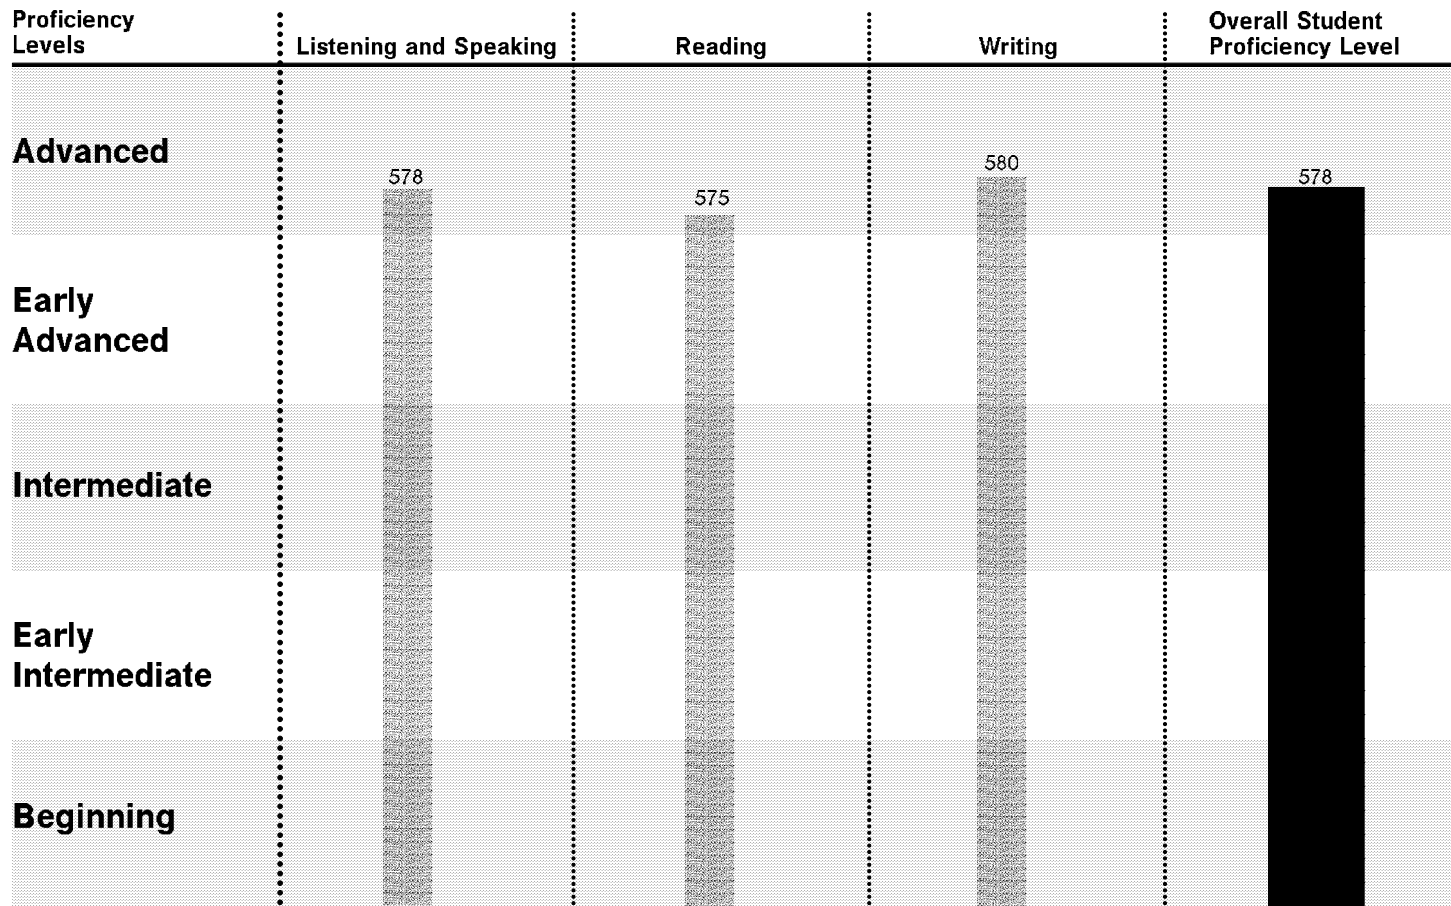 Proficiency
Levels
Listening and Speaking
Reading
Writing
Overall Student
Proficiency Level
Advanced
578
575
580
578
Early
Advanced
Intermediate
Early
Intermediate
Beginning